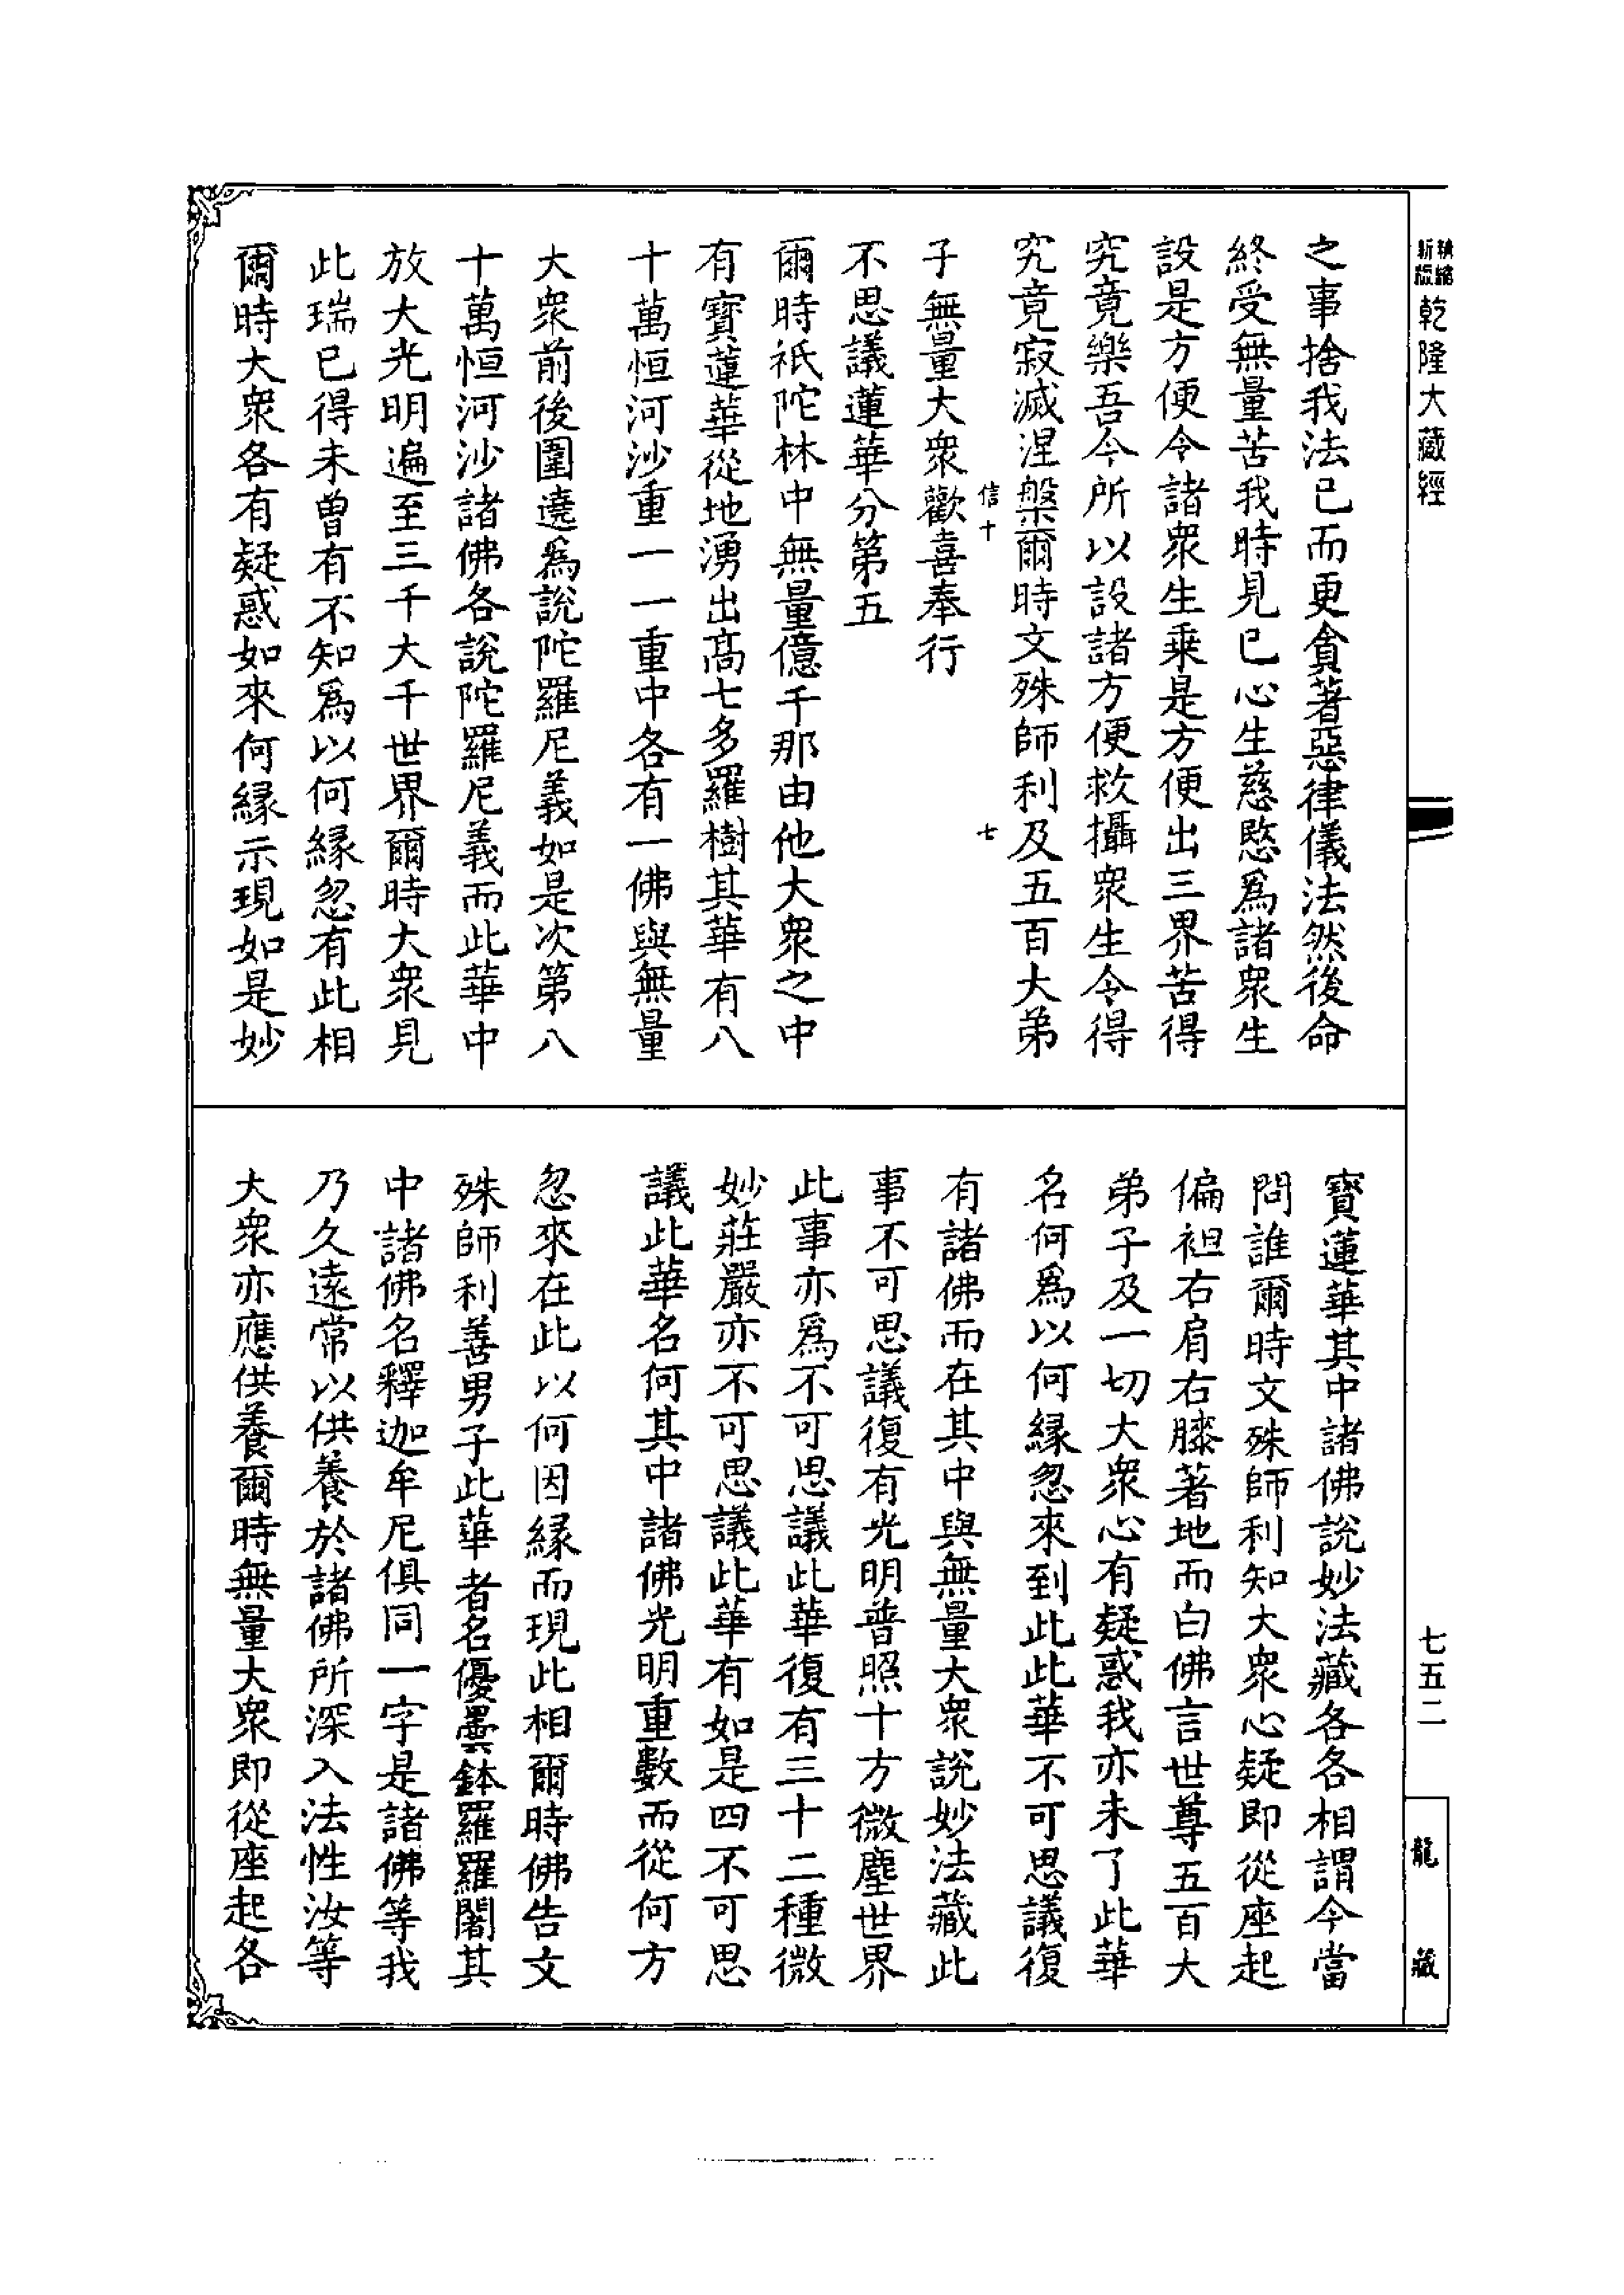 新編縮版乾隆大藏經
之事捨我法已而更貪著惡律儀法然後命
終受無量苦我時見已心生慈愍爲諸衆生
設是方便令諸衆生乘是方便出三界苦得
究竟樂吾今所以設諸方便救攝衆生令得
究竟寂滅涅槃爾時文殊師利及五百大弟
信十 七
子無量大衆歡喜奉行
不思議蓮華分第五
爾時祇陀林中無量億千那由他大衆之中
有寶蓮華從地湧出高七多羅樹其華有八
十萬恒河沙重一一重中各有一佛與無量
大衆前後圍遶爲說陀羅尼義如是次第八
十萬恒河沙諸佛各說陀羅尼義而此華中
放大光明遍至三千大千世界爾時大衆見
此瑞已得未曾有不知爲以何縁忽有此相
爾時大衆各有疑惑如來何縁示現如是妙
寶蓮華其中諸佛說妙法藏各各相謂今當
問誰爾時文殊師利知大衆心疑即從座起
偏袒右肩右膝著地而白佛言世尊五百大
弟子及一切大衆心有疑惑我亦未了此華
名何爲以何縁忽來到此此華不可思議復
有諸佛而在其中與無量大衆說妙法藏此
事不可思議復有光明普照十方微塵世界
此事亦爲不可思議此華復有三十二種微
妙莊嚴亦不可思議此華有如是四不可思
議此華名何其中諸佛光明重數而從何方
忽來在此以何因縁而現此相爾時佛告文
殊師利善男子此華者名優曇鉢羅羅闍其
中諸佛名釋迦牟尼俱同一字是諸佛等我
乃久遠常以供養於諸佛所深入法性汝等
大衆亦應供養爾時無量大衆即從座起各
七五二
龍藏